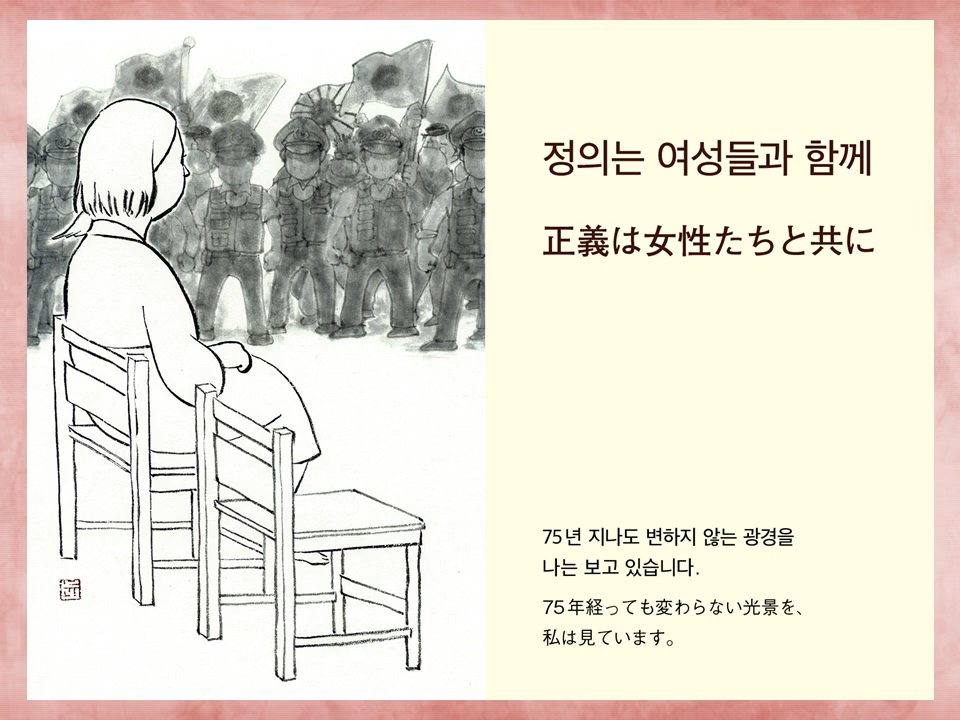 정의는 여성들과 함께
正義は女性たちと共に
75년 지나도 변하지 않는 광경을
나는 보고 있습니다.
75年経っても変わらない光景を、
私は見ています。